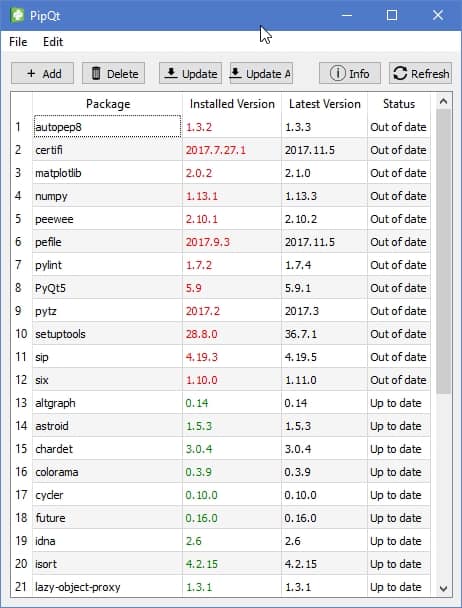 PipQt
File Edit
+ Add Delete Update Update A Info Refresh
Package Installed Version Latest Version Status
1 autopep8 1.3.2 1.3.3 Out of date
2 certifi 2017.7.27.1 2017.11.5 Out of date
3 matplotlib 2.0.2 2.1.0 Out of date
4 numpy 1.13.1 1.13.3 Out of date
5 peewee 2.10.1 2.10.2 Out of date
6 pefile 2017.9.3 2017.11.5 Out of date
7 pylint 1.7.2 1.7.4 Out of date
8 PyQt5 5.9 5.9.1 Out of date
9 pytz 2017.2 2017.3 Out of date
10 setuptools 28.8.0 36.7.1 Out of date
11 sip 4.19.3 4.19.5 Out of date
12 six 1.10.0 1.11.0 Out of date
13 altgraph 0.14 0.14 Up to date
14 astroid 1.5.3 1.5.3 Up to date
15 chardet 3.0.4 3.0.4 Up to date
16 colorama 0.3.9 0.3.9 Up to date
17 cycler 0.10.0 0.10.0 Up to date
18 future 0.16.0 0.16.0 Up to date
19 idna 2.6 2.6 Up to date
20 isort 4.2.15 4.2.15 Up to date
21 lazy-object-proxy 1.3.1 1.3.1 Up to date